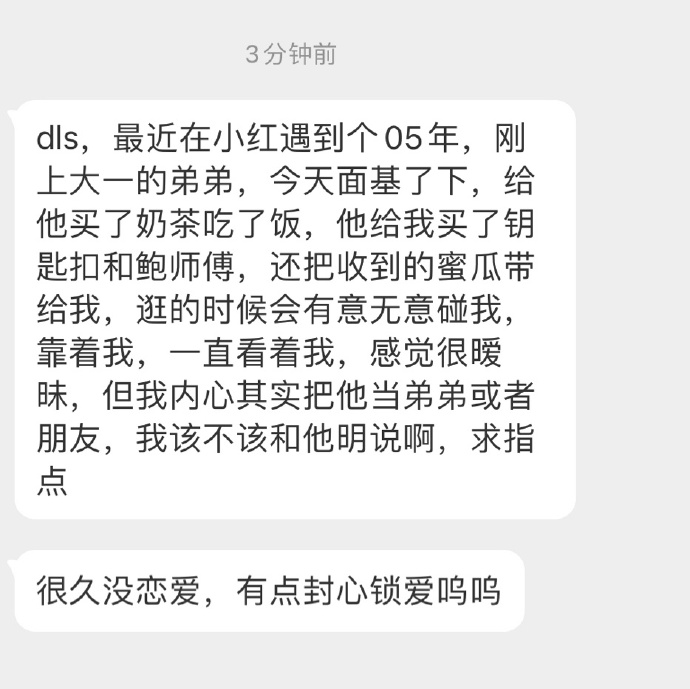 3分钟前
dls，最近在小红遇到个05年，刚
上大一的弟弟，今天面基了下，给
他买了奶茶吃了饭，他给我买了钥
匙扣和鲍师傅，还把收到的蜜瓜带
给我，逛的时候会有意无意碰我，
靠着我，一直看着我，感觉很暧
昧，但我内心其实把他当弟弟或者
朋友，我该不该和他明说啊，求指
点
很久没恋爱，有点封心锁爱呜呜